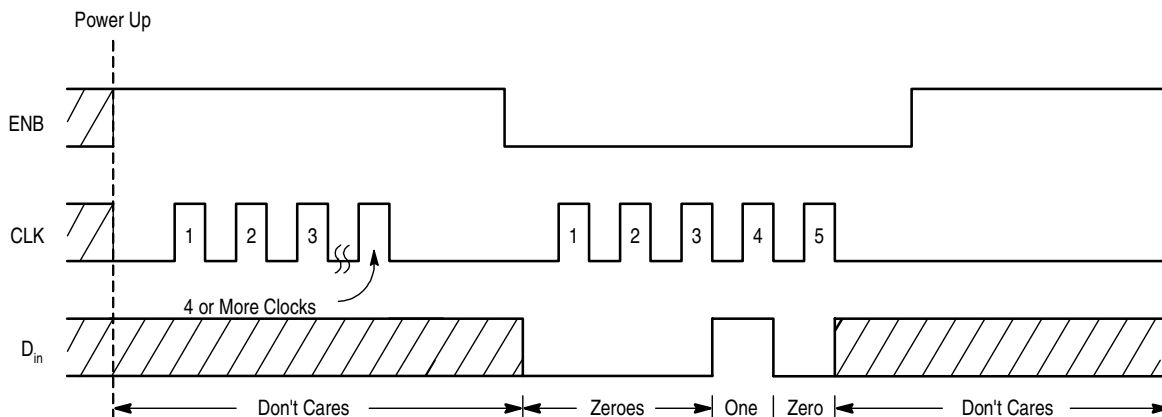 Power Up
ENB
CLK
1 2 3 1 2 3 4 5
4 or More Clocks
Din
Don't Cares Zeroes One Zero Don't Cares